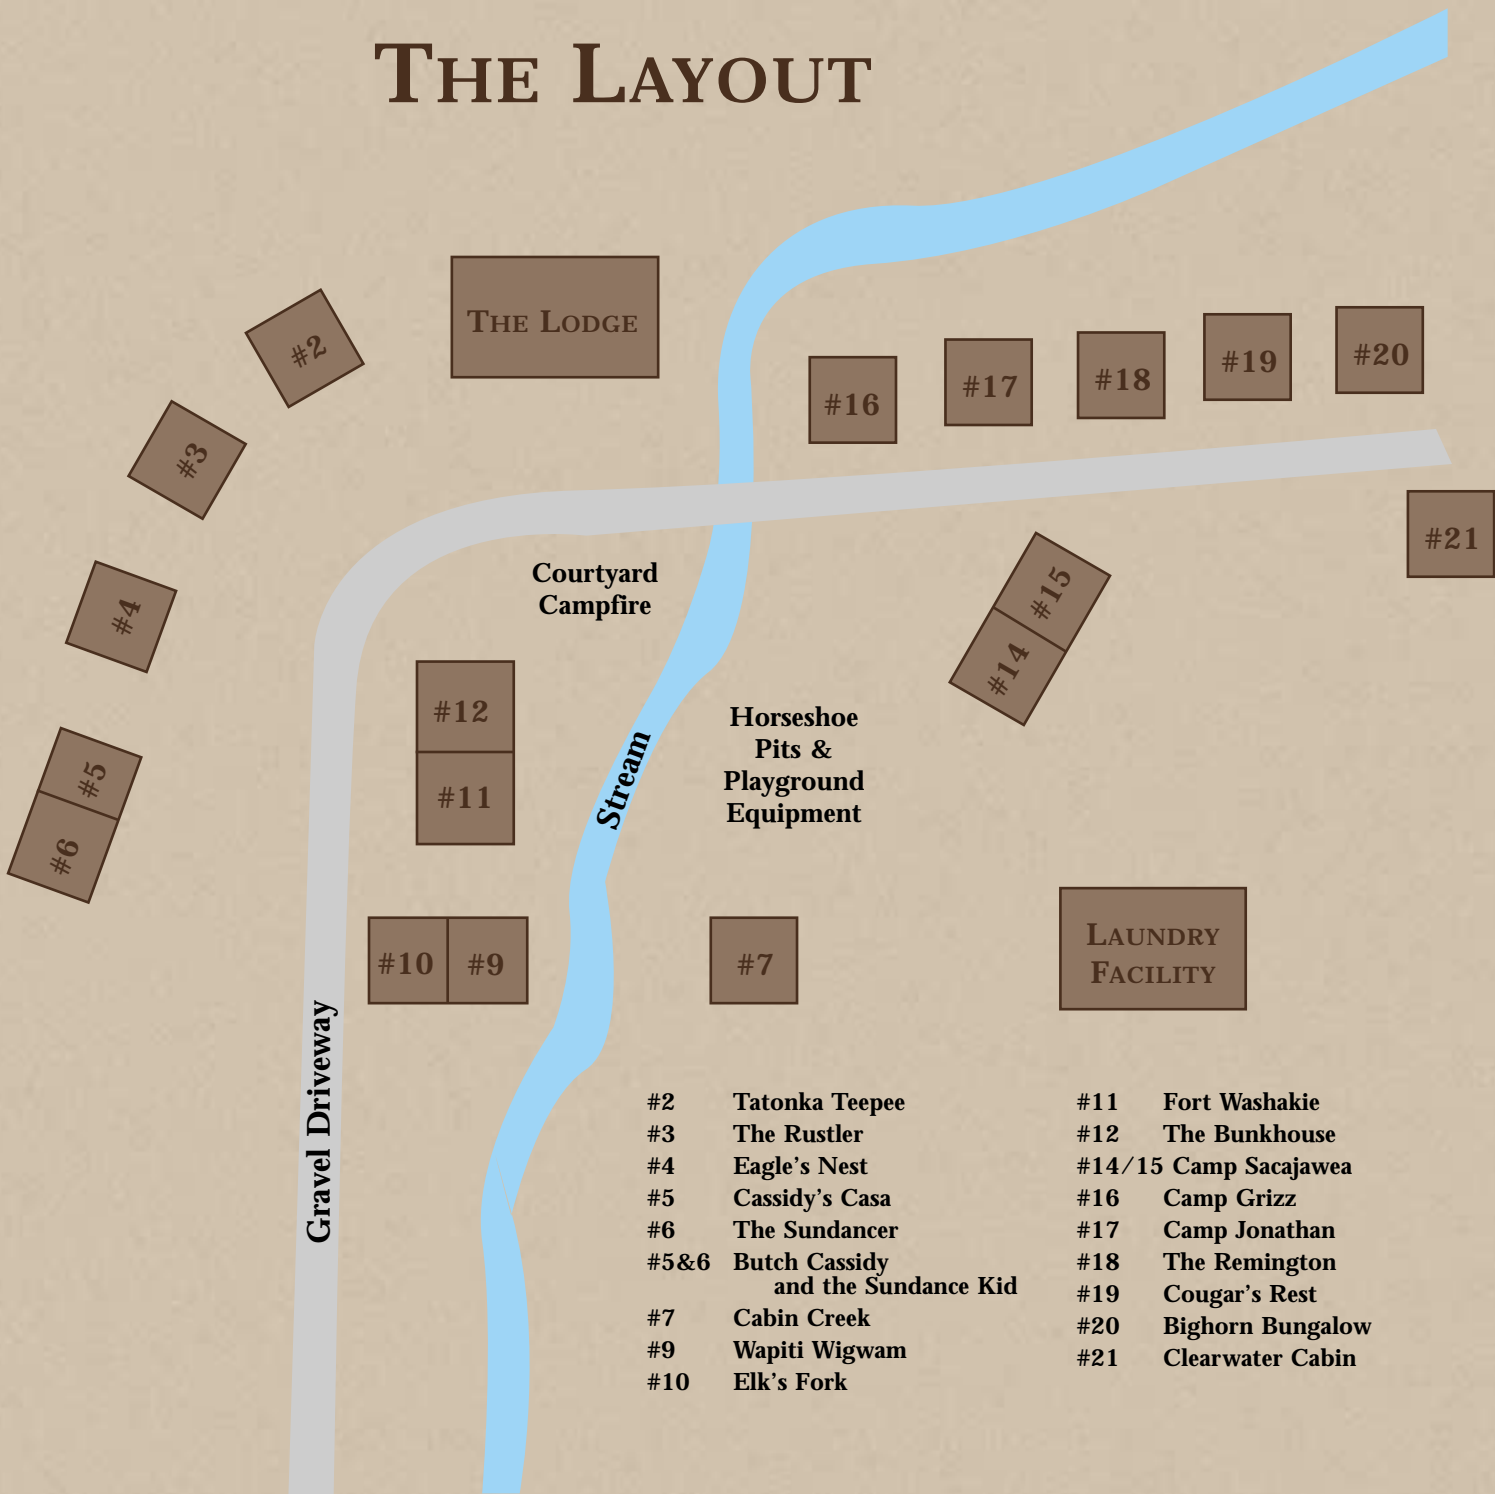 The Layout
The Lodge
#2
#3
#4
#5
#6
#16
#17
#18
#19
#20
#21
Courtyard
Campfire
#15
#14
#12
#11
Stream
Horseshoe
Pits &
Playground
Equipment
#10
#9
#7
Laundry
Facility
Gravel Driveway
#2 Tatonka Teepee
#3 The Rustler
#4 Eagle's Nest
#5 Cassidy's Casa
#6 The Sundancer
#5&6 Butch Cassidy
and the Sundance Kid
#7 Cabin Creek
#9 Wapiti Wigwam
#10 Elk's Fork
#11 Fort Washakie
#12 The Bunkhouse
#14/15 Camp Sacajawea
#16 Camp Grizz
#17 Camp Jonathan
#18 The Remington
#19 Cougar's Rest
#20 Bighorn Bungalow
#21 Clearwater Cabin